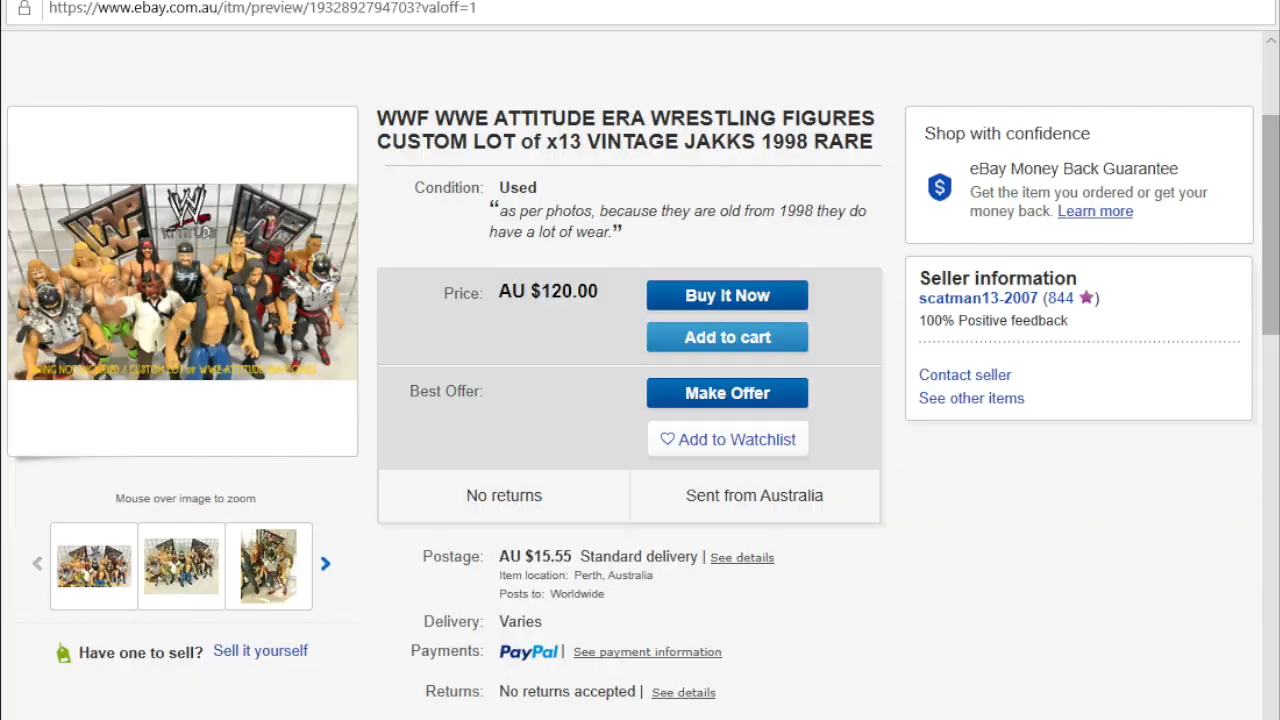 https://www.ebay.com.au/itm/preview/1932892794703?valoff=1
WWF WWE ATTITUDE ERA WRESTLING FIGURES
CUSTOM LOT of x13 VINTAGE JAKKS 1998 RARE
Condition: Used
“as per photos, because they are old from 1998 they do
have a lot of wear.”
Price: AU $120.00
Buy It Now
Add to cart
Best Offer:
Make Offer
Add to Watchlist
No returns
Sent from Australia
Postage: AU $15.55 Standard delivery | See details
Item location: Perth, Australia
Posts to: Worldwide
Delivery: Varies
Payments: PayPal | See payment information
Returns: No returns accepted | See details
Shop with confidence
eBay Money Back Guarantee
Get the item you ordered or get your
money back. Learn more
Seller information
scatman13-2007 (844)
100% Positive feedback
Contact seller
See other items
W
ATTITUDE
CUSTOM LOT of WWE ATTITUDE
Mouse over image to zoom
Have one to sell? Sell it yourself